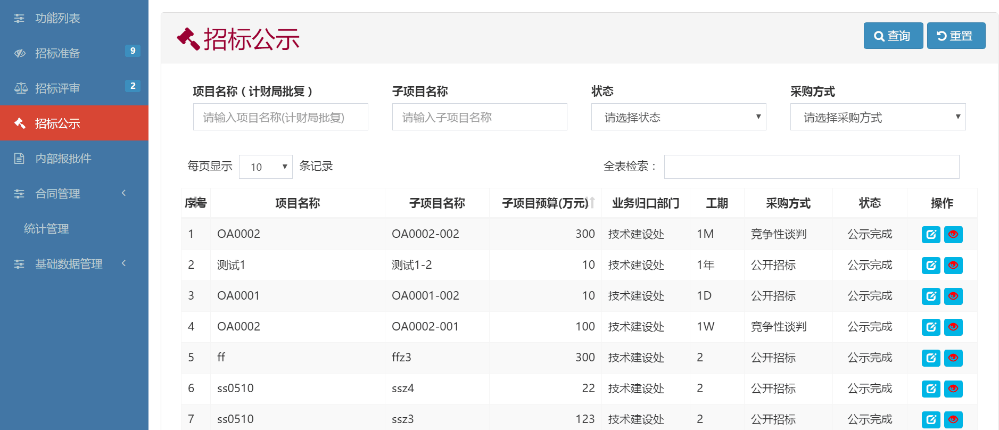 功能列表
招标准备 9
招标评审 2
招标公示
内部报批件
合同管理
统计管理
基础数据管理
招标公示
查询 重置
项目名称（计财局批复） 子项目名称 状态 采购方式
请输入项目名称(计财局批复) 请输入子项目名称 请选择状态 请选择采购方式
每页显示 10 条记录 全表检索：
序号 项目名称 子项目名称 子项目预算(万元) 业务归口部门 工期 采购方式 状态 操作
1 OA0002 OA0002-002 300 技术建设处 1M 竞争性谈判 公示完成
2 测试1 测试1-2 10 技术建设处 1年 公开招标 公示完成
3 OA0001 OA0001-002 10 技术建设处 1D 公开招标 公示完成
4 OA0002 OA0002-001 100 技术建设处 1W 竞争性谈判 公示完成
5 ff ffz3 300 技术建设处 2 公开招标 公示完成
6 ss0510 ssz4 22 技术建设处 2 公开招标 公示完成
7 ss0510 ssz3 123 技术建设处 2 公开招标 公示完成